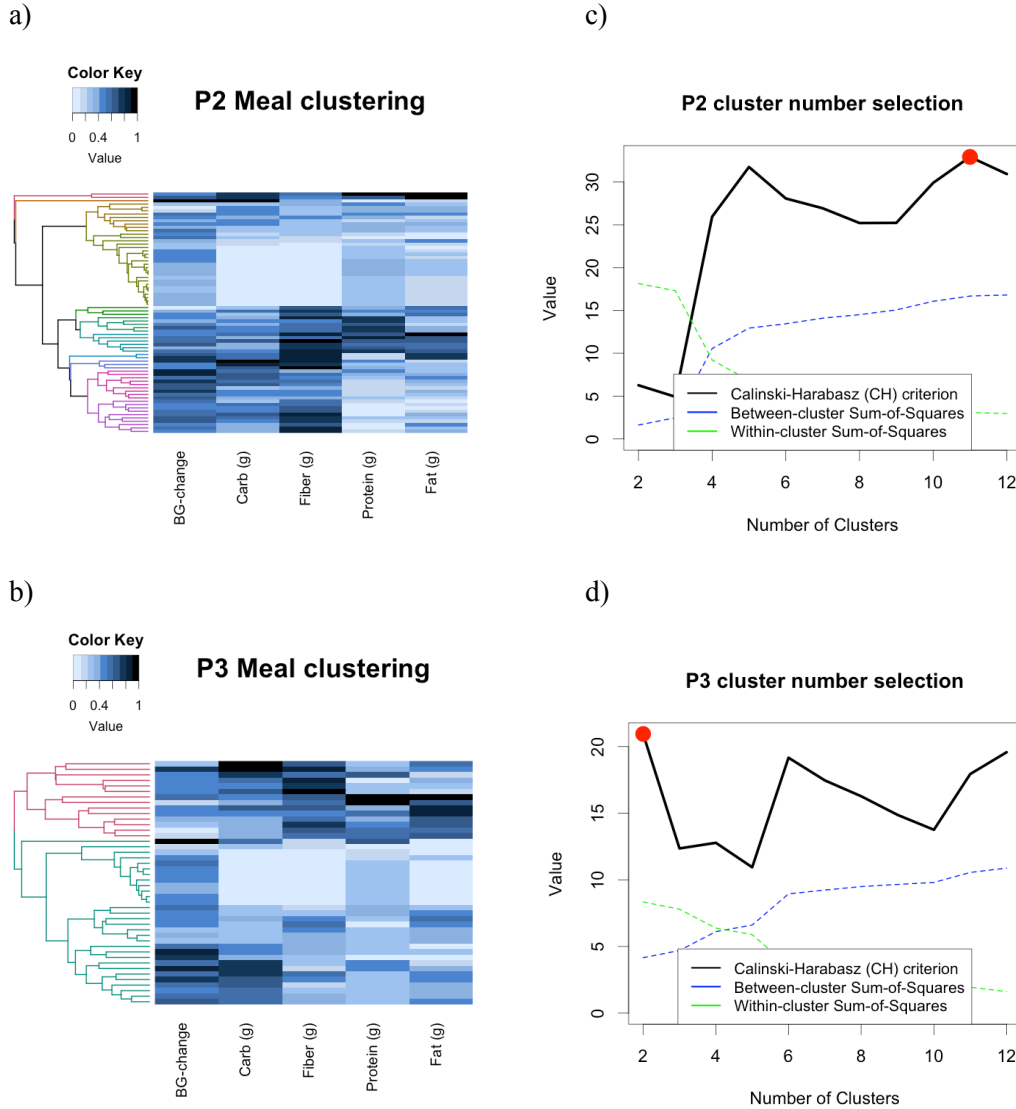 a)
Color Key
0 0.4 1
Value
P2 Meal clustering
BG-change
Carb (g)
Fiber (g)
Protein (g)
Fat (g)
c)
P2 cluster number selection
Value
0
5
10
15
20
25
30
Calinski-Harabasz (CH) criterion
Between-cluster Sum-of-Squares
Within-cluster Sum-of-Squares
2 4 6 8 10 12
Number of Clusters
b)
Color Key
0 0.4 1
Value
P3 Meal clustering
BG-change
Carb (g)
Fiber (g)
Protein (g)
Fat (g)
d)
P3 cluster number selection
Value
0
5
10
15
20
Calinski-Harabasz (CH) criterion
Between-cluster Sum-of-Squares
Within-cluster Sum-of-Squares
2 4 6 8 10 12
Number of Clusters